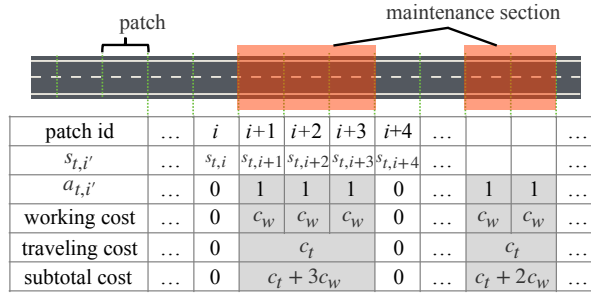 maintenance section
patch
patch id … i i+1 i+2 i+3 i+4 … …
s_{t,i′} … s_{t,i} s_{t,i+1} s_{t,i+2} s_{t,i+3} s_{t,i+4} … …
a_{t,i′} … 0 1 1 1 0 … 1 1 …
working cost … 0 c_w c_w c_w 0 … c_w c_w …
traveling cost … 0 c_t 0 … c_t …
subtotal cost … 0 c_t + 3c_w 0 … c_t + 2c_w …